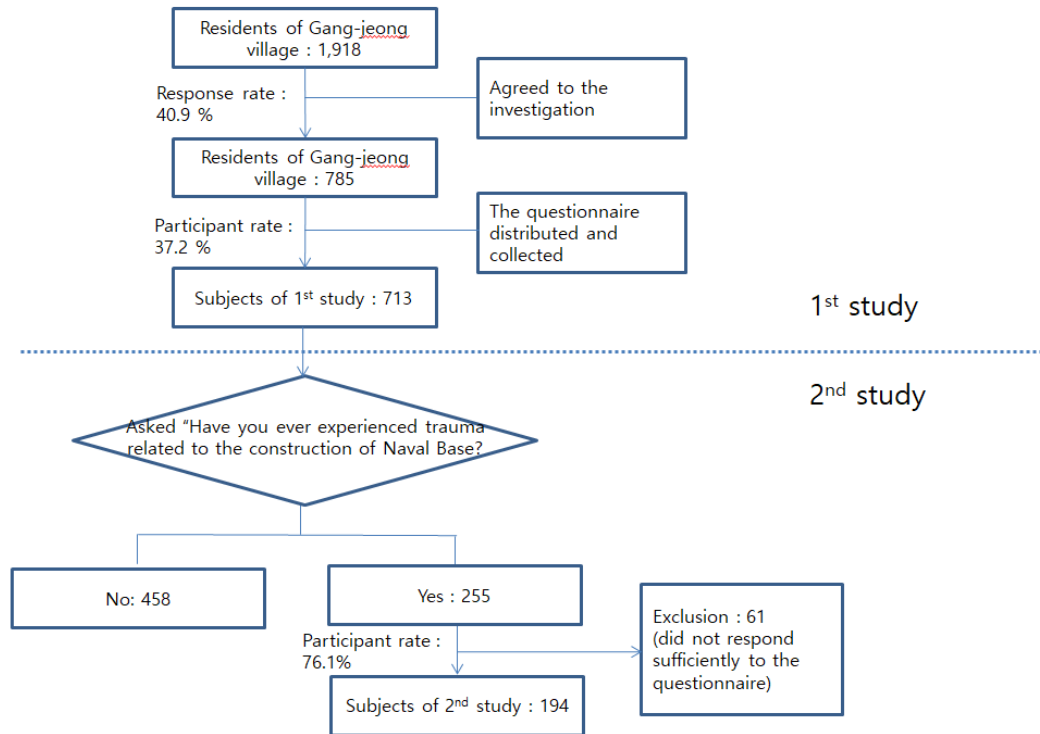 Residents of Gang-jeong
village : 1,918
Response rate :
40.9 %
Agreed to the
investigation
Residents of Gang-jeong
village : 785
Participant rate :
37.2 %
The questionnaire
distributed and
collected
Subjects of 1st study : 713
1st study
2nd study
Asked “Have you ever experienced trauma
related to the construction of Naval Base?
No: 458
Yes : 255
Participant rate :
76.1%
Exclusion : 61
(did not respond
sufficiently to the
questionnaire)
Subjects of 2nd study : 194